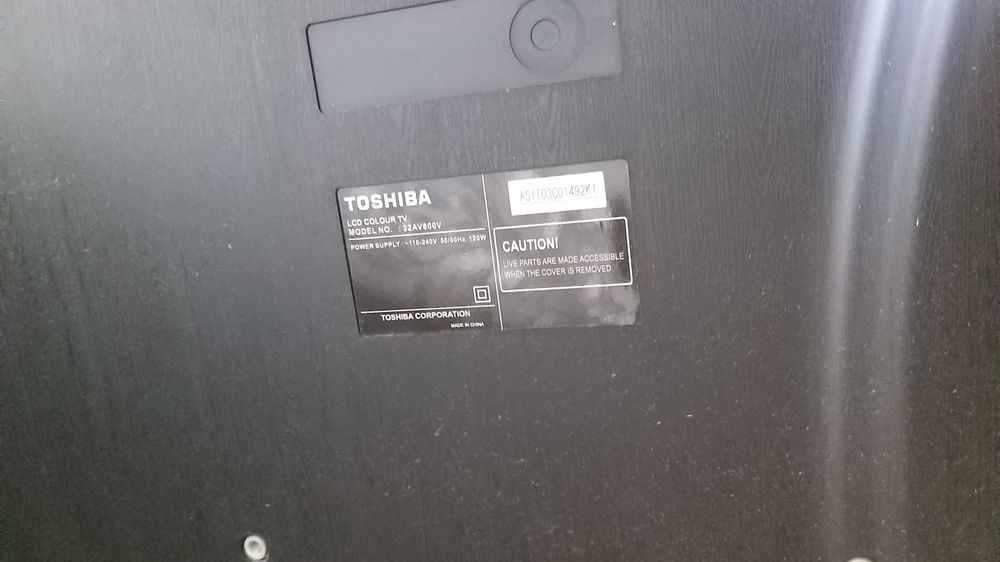 TOSHIBA
LCD COLOUR TV
MODEL NO. : 32AV800V
POWER SUPPLY : ~110-240V 50/60Hz 120W
TOSHIBA CORPORATION
MADE IN CHINA
A51T03C01492K1
CAUTION!
LIVE PARTS ARE MADE ACCESSIBLE
WHEN THE COVER IS REMOVED